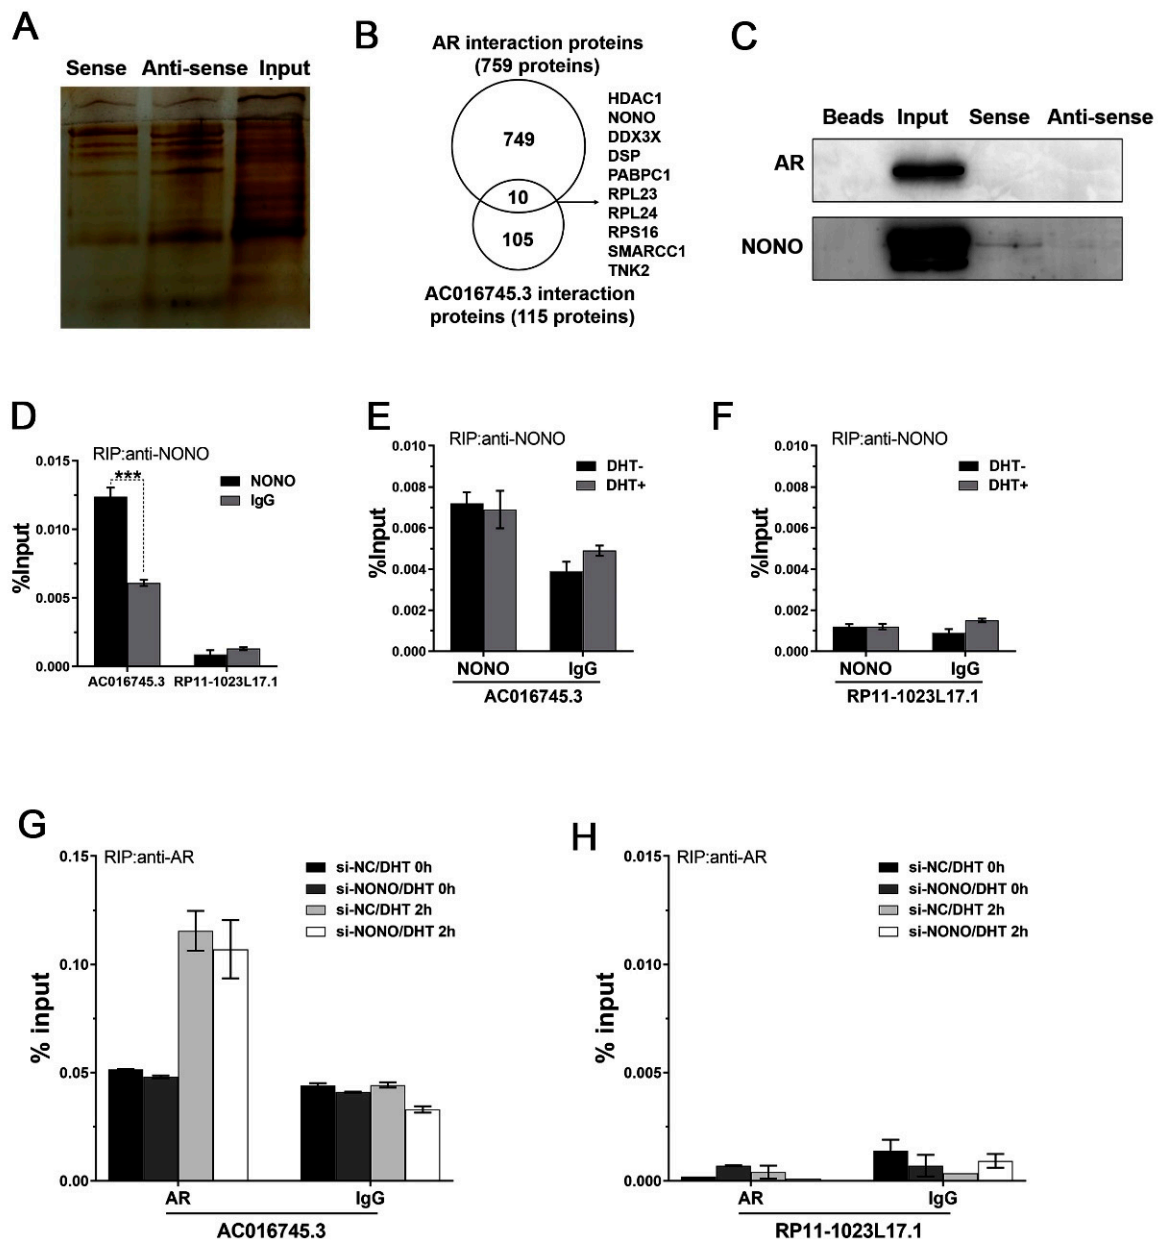 A
Sense Anti-sense Input
B
AR interaction proteins
(759 proteins)
749
10
105
HDAC1
NONO
DDX3X
DSP
PABPC1
RPL23
RPL24
RPS16
SMARCC1
TNK2
AC016745.3 interaction
proteins (115 proteins)
C
Beads Input Sense Anti-sense
AR
NONO
D
RIP:anti-NONO
***
NONO
IgG
%Input
0.015
0.010
0.005
0.000
AC016745.3 RP11-1023L17.1
E
RIP:anti-NONO
DHT-
DHT+
%Input
0.010
0.008
0.006
0.004
0.002
0.000
NONO IgG
AC016745.3
F
RIP:anti-NONO
DHT-
DHT+
%Input
0.010
0.008
0.006
0.004
0.002
0.000
NONO IgG
RP11-1023L17.1
G
RIP:anti-AR
si-NC/DHT 0h
si-NONO/DHT 0h
si-NC/DHT 2h
si-NONO/DHT 2h
% input
0.15
0.10
0.05
0.00
AR IgG
AC016745.3
H
RIP:anti-AR
si-NC/DHT 0h
si-NONO/DHT 0h
si-NC/DHT 2h
si-NONO/DHT 2h
% input
0.015
0.010
0.005
0.000
AR IgG
RP11-1023L17.1